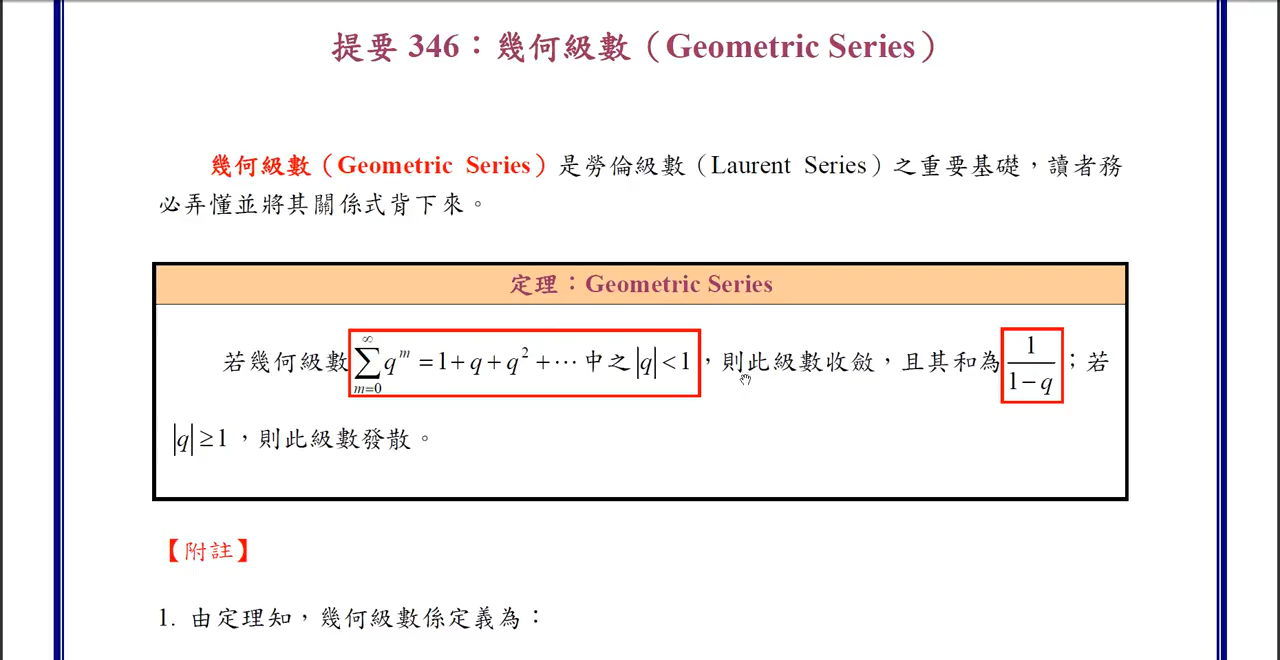 提要 346：幾何級數（Geometric Series）
幾何級數（Geometric Series）是勞倫級數（Laurent Series）之重要基礎，讀者務
必弄懂並將其關係式背下來。
定理：Geometric Series
若幾何級數 ∑_{m=0}^{∞} q^m = 1 + q + q^2 + ⋯ 中之 |q| < 1，則此級數收斂，且其和為 1/(1−q)；若
|q| ≥ 1，則此級數發散。
【附註】
1. 由定理知，幾何級數係定義為：